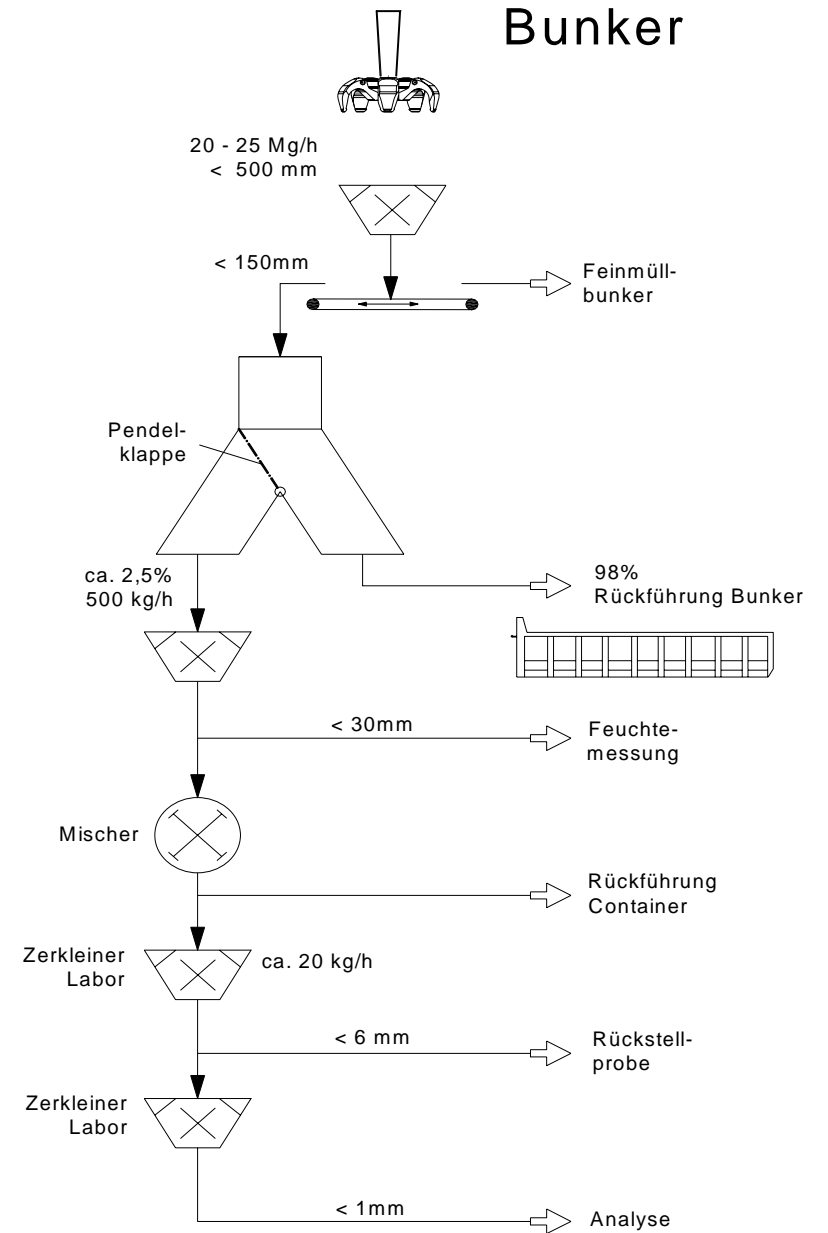 Bunker
20 - 25 Mg/h
< 500 mm
< 150mm
Feinmüll-
bunker
Pendel-
klappe
ca. 2,5%
500 kg/h
98%
Rückführung Bunker
< 30mm
Feuchte-
messung
Mischer
Rückführung
Container
Zerkleiner
Labor
ca. 20 kg/h
< 6 mm
Rückstell-
probe
Zerkleiner
Labor
< 1mm
Analyse